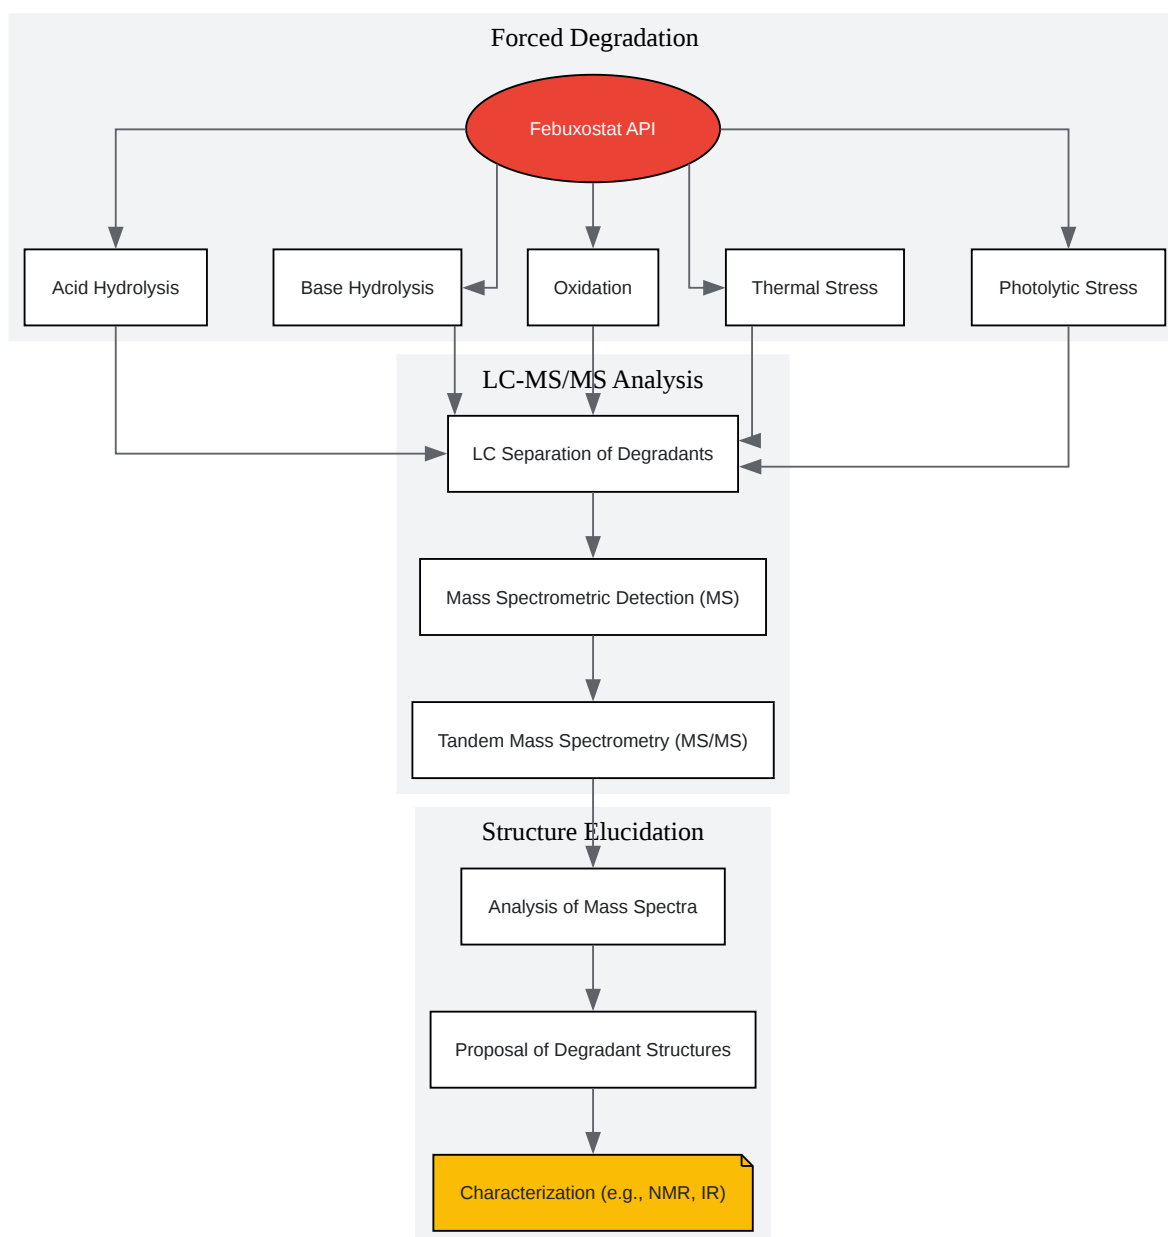 Forced Degradation
Febuxostat API
Acid Hydrolysis
Base Hydrolysis
Oxidation
Thermal Stress
Photolytic Stress
LC-MS/MS Analysis
LC Separation of Degradants
Mass Spectrometric Detection (MS)
Tandem Mass Spectrometry (MS/MS)
Structure Elucidation
Analysis of Mass Spectra
Proposal of Degradant Structures
Characterization (e.g., NMR, IR)